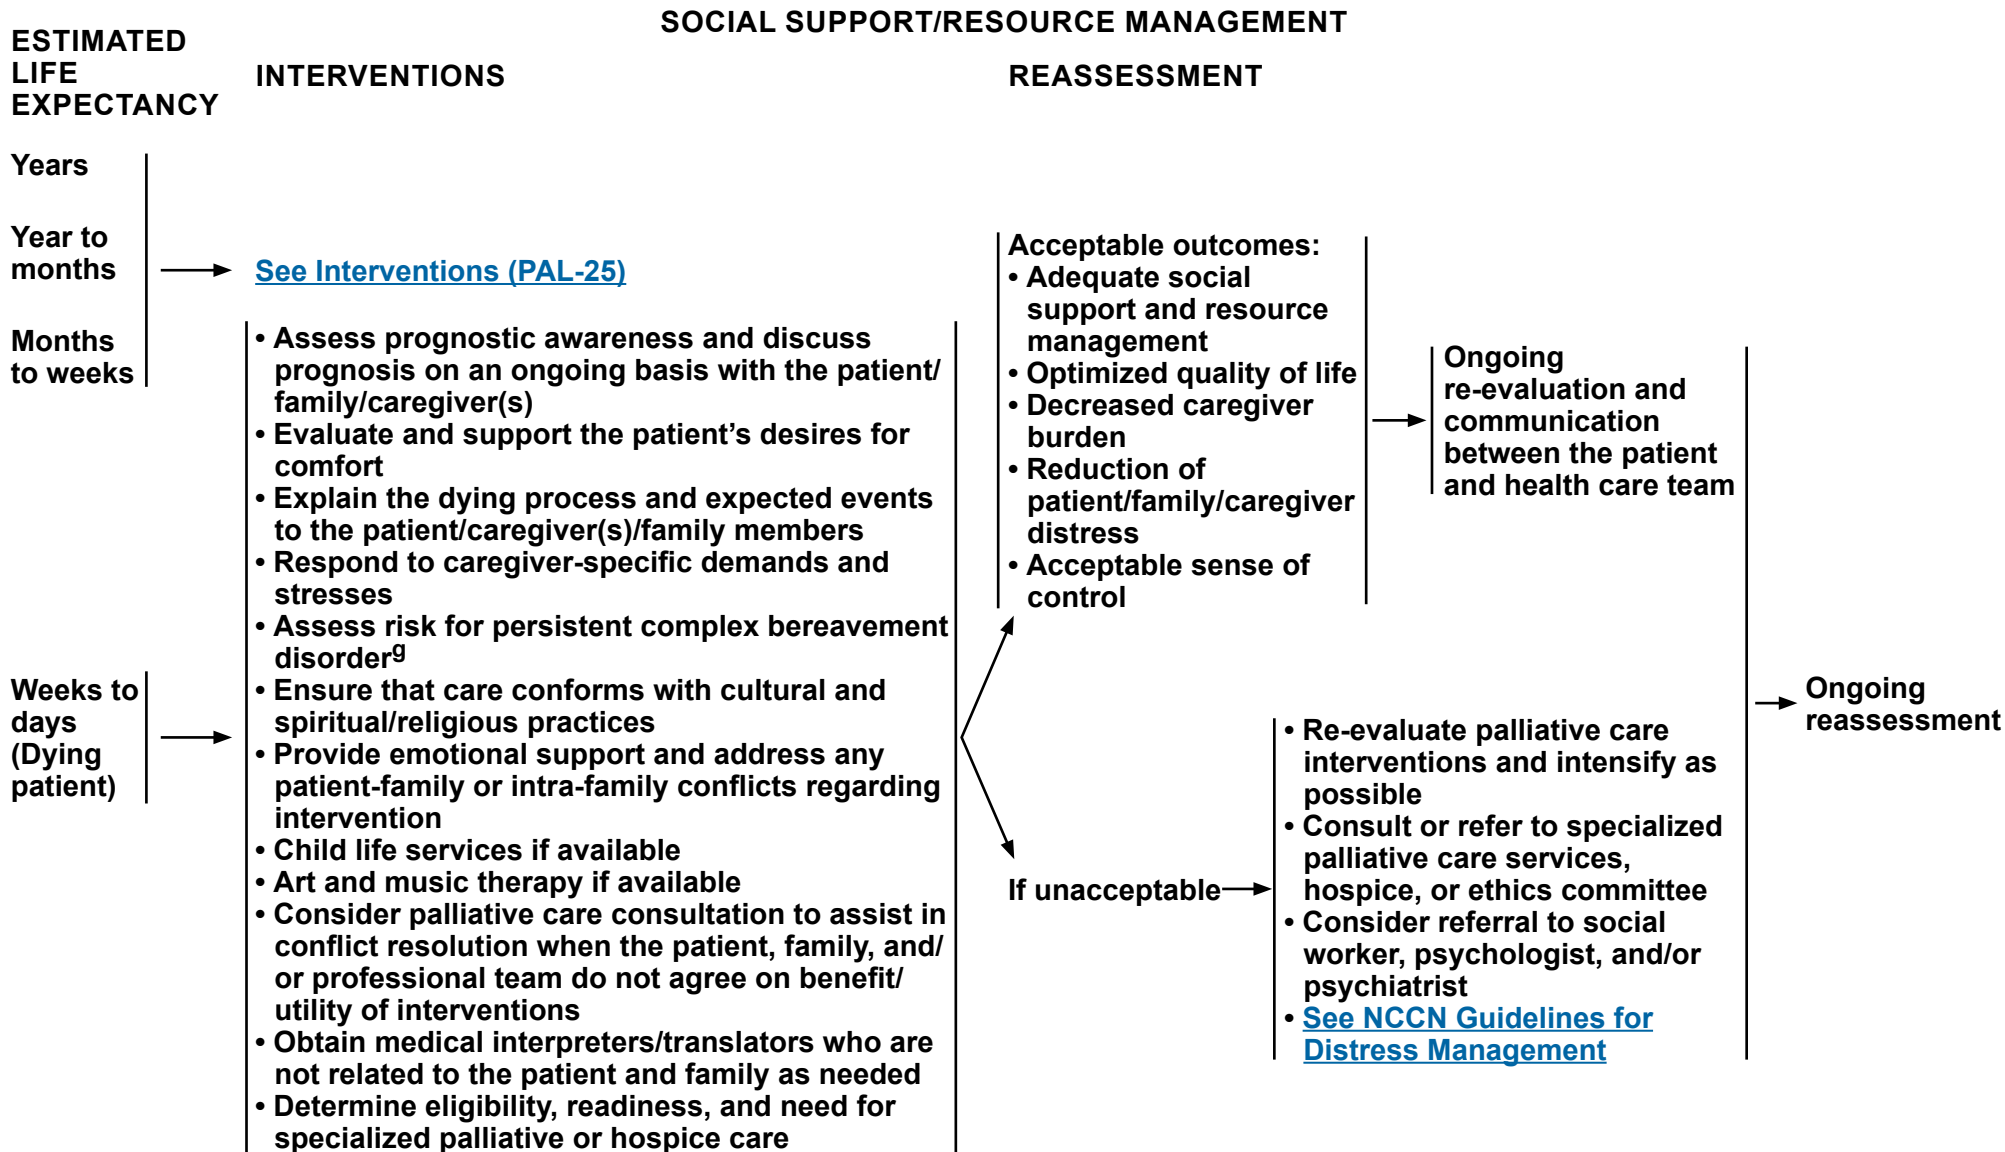 SOCIAL SUPPORT/RESOURCE MANAGEMENT
ESTIMATED
LIFE
EXPECTANCY
INTERVENTIONS
REASSESSMENT
Years
Year to
months
Months
to weeks
See Interventions (PAL-25)
Weeks to
days
(Dying
patient)
• Assess prognostic awareness and discuss
prognosis on an ongoing basis with the patient/
family/caregiver(s)
• Evaluate and support the patient’s desires for
comfort
• Explain the dying process and expected events
to the patient/caregiver(s)/family members
• Respond to caregiver-specific demands and
stresses
• Assess risk for persistent complex bereavement
disorderg
• Ensure that care conforms with cultural and
spiritual/religious practices
• Provide emotional support and address any
patient-family or intra-family conflicts regarding
intervention
• Child life services if available
• Art and music therapy if available
• Consider palliative care consultation to assist in
conflict resolution when the patient, family, and/
or professional team do not agree on benefit/
utility of interventions
• Obtain medical interpreters/translators who are
not related to the patient and family as needed
• Determine eligibility, readiness, and need for
specialized palliative or hospice care
Acceptable outcomes:
• Adequate social
support and resource
management
• Optimized quality of life
• Decreased caregiver
burden
• Reduction of
patient/family/caregiver
distress
• Acceptable sense of
control
Ongoing
re-evaluation and
communication
between the patient
and health care team
If unacceptable
• Re-evaluate palliative care
interventions and intensify as
possible
• Consult or refer to specialized
palliative care services,
hospice, or ethics committee
• Consider referral to social
worker, psychologist, and/or
psychiatrist
• See NCCN Guidelines for
Distress Management
Ongoing
reassessment